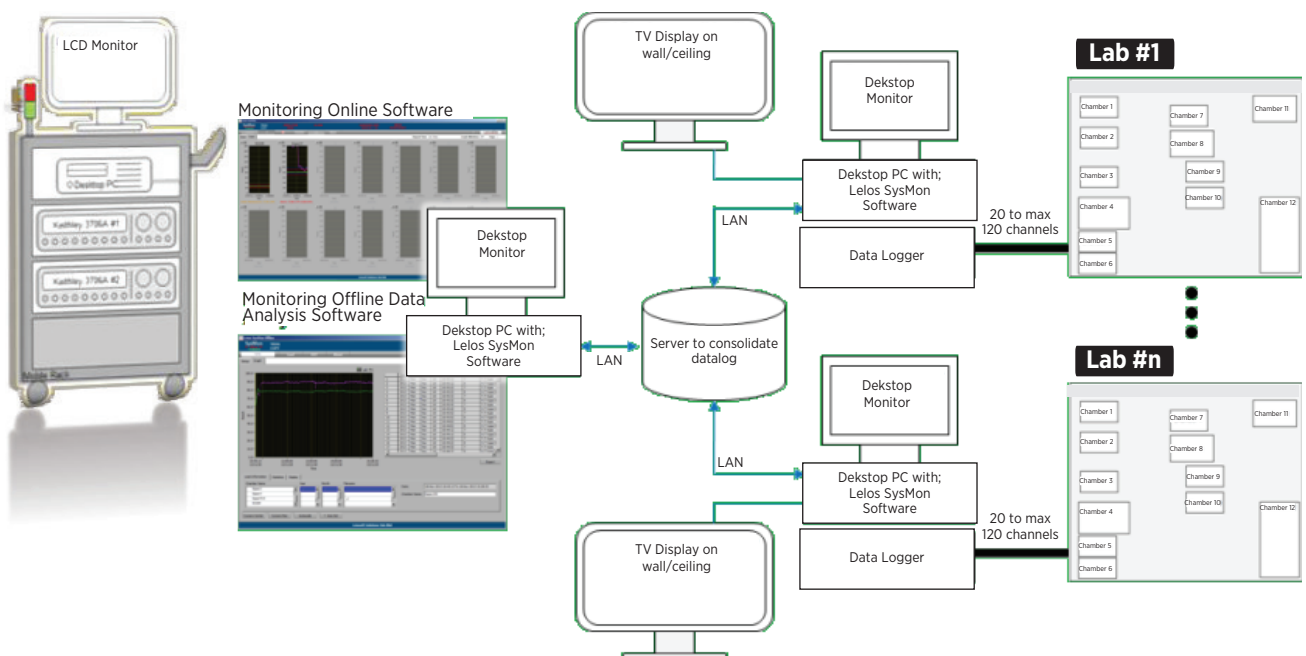 LCD Monitor
Desktop PC
Keithley 3706A #1
Keithley 3706A #2
Mobile Rack
Monitoring Online Software
Monitoring Offline Data
Analysis Software
Dekstop
Monitor
Dekstop PC with;
Lelos SysMon
Software
LAN
Server to consolidate
datalog
TV Display on
wall/ceiling
Dekstop
Monitor
Dekstop PC with;
Lelos SysMon
Software
LAN
Data Logger
20 to max
120 channels
Lab #1
Chamber 1
Chamber 2
Chamber 3
Chamber 4
Chamber 5
Chamber 6
Chamber 7
Chamber 8
Chamber 9
Chamber 10
Chamber 11
Chamber 12
Lab #n
Dekstop
Monitor
LAN
Dekstop PC with;
Lelos SysMon
Software
Data Logger
20 to max
120 channels
TV Display on
wall/ceiling
Chamber 1
Chamber 2
Chamber 3
Chamber 4
Chamber 5
Chamber 6
Chamber 7
Chamber 8
Chamber 9
Chamber 10
Chamber 11
Chamber 12